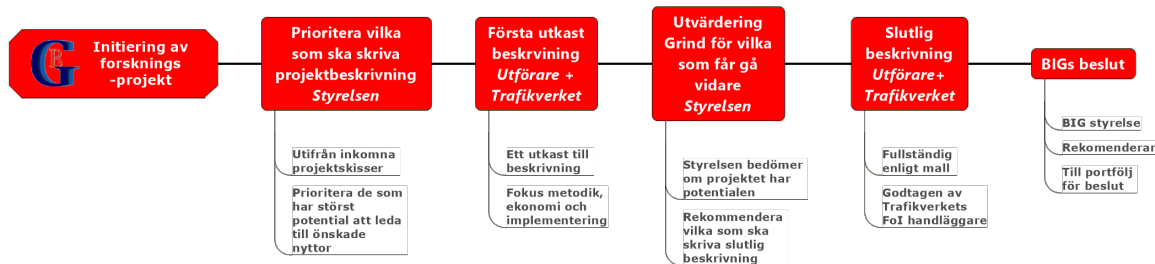 G
B
Initiering av
forsknings
-projekt
Prioritera vilka
som ska skriva
projektbeskrivning
Styrelsen
Utifrån inkomna
projektskisser
Prioritera de som
har störst
potential att leda
till önskade
nyttor
Första utkast
beskrvining
Utförare +
Trafikverket
Ett utkast till
beskrivning
Fokus metodik,
ekonomi och
implementering
Utvärdering
Grind för vilka
som får gå
vidare
Styrelsen
Styrelsen bedömer
om projektet har
potentialen
Rekommendera
vilka som ska
skriva slutlig
beskrivning
Slutlig
beskrivning
Utförare+
Trafikverket
Fullständig
enligt mall
Godtagen av
Trafikverkets
FoI handläggare
BIGs beslut
BIG styrelse
Rekomenderar
Till portfölj
för beslut